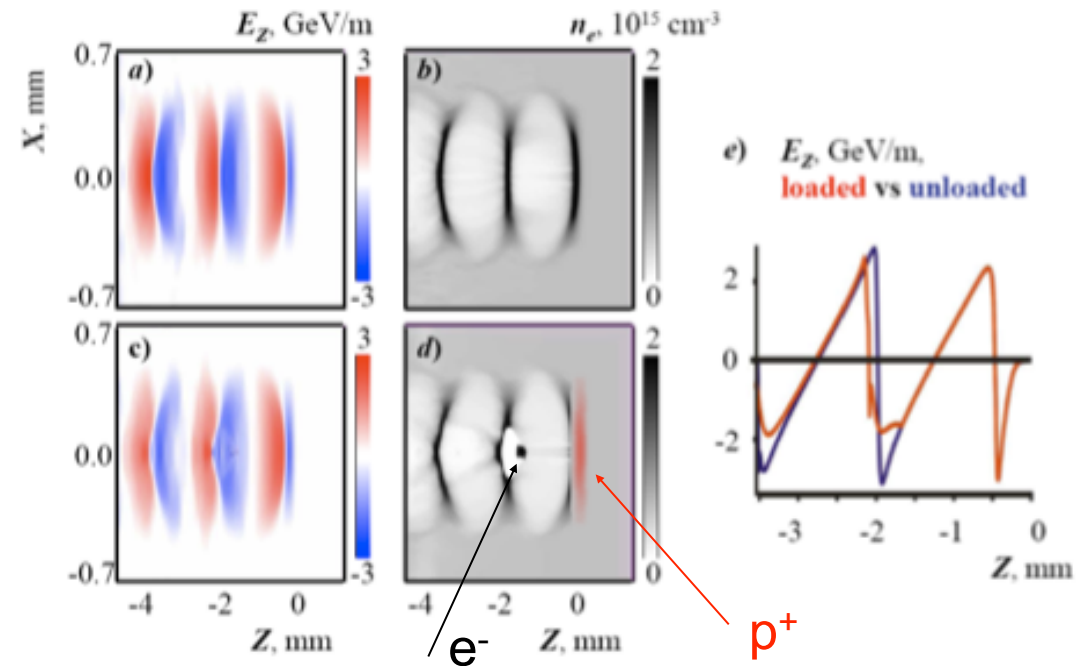 E_Z, GeV/m
n_e, 10^15 cm^-3
0.7
a)
3
b)
2
X, mm
0.0
-0.7
-3
0
e) E_Z, GeV/m,
loaded vs unloaded
0.7
c)
3
d)
2
0.0
-0.7
-3
0
-4 -2 0
Z, mm
-4 -2 0
Z, mm
2
0
-2
-3 -2 -1 0
Z, mm
e-
p+